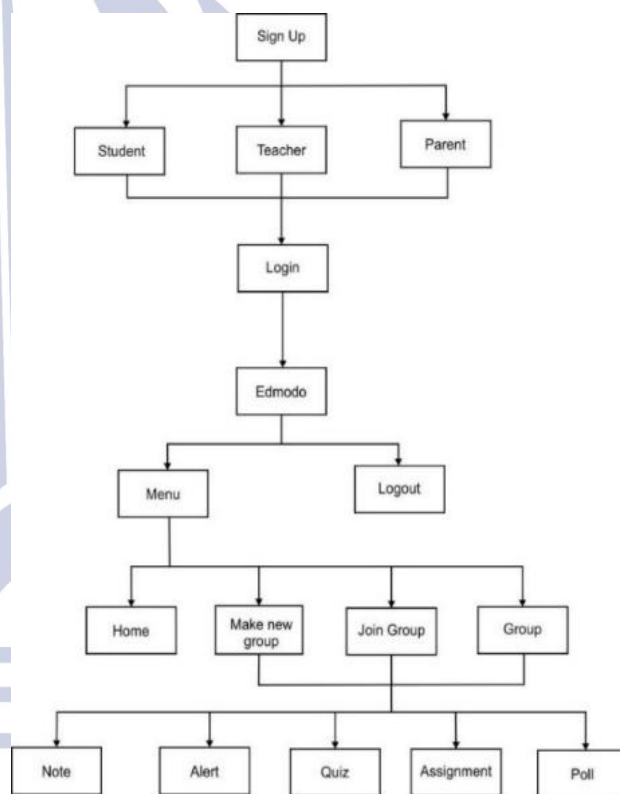 Sign Up
Student
Teacher
Parent
Login
Edmodo
Menu
Logout
Home
Make new
group
Join Group
Group
Note
Alert
Quiz
Assignment
Poll